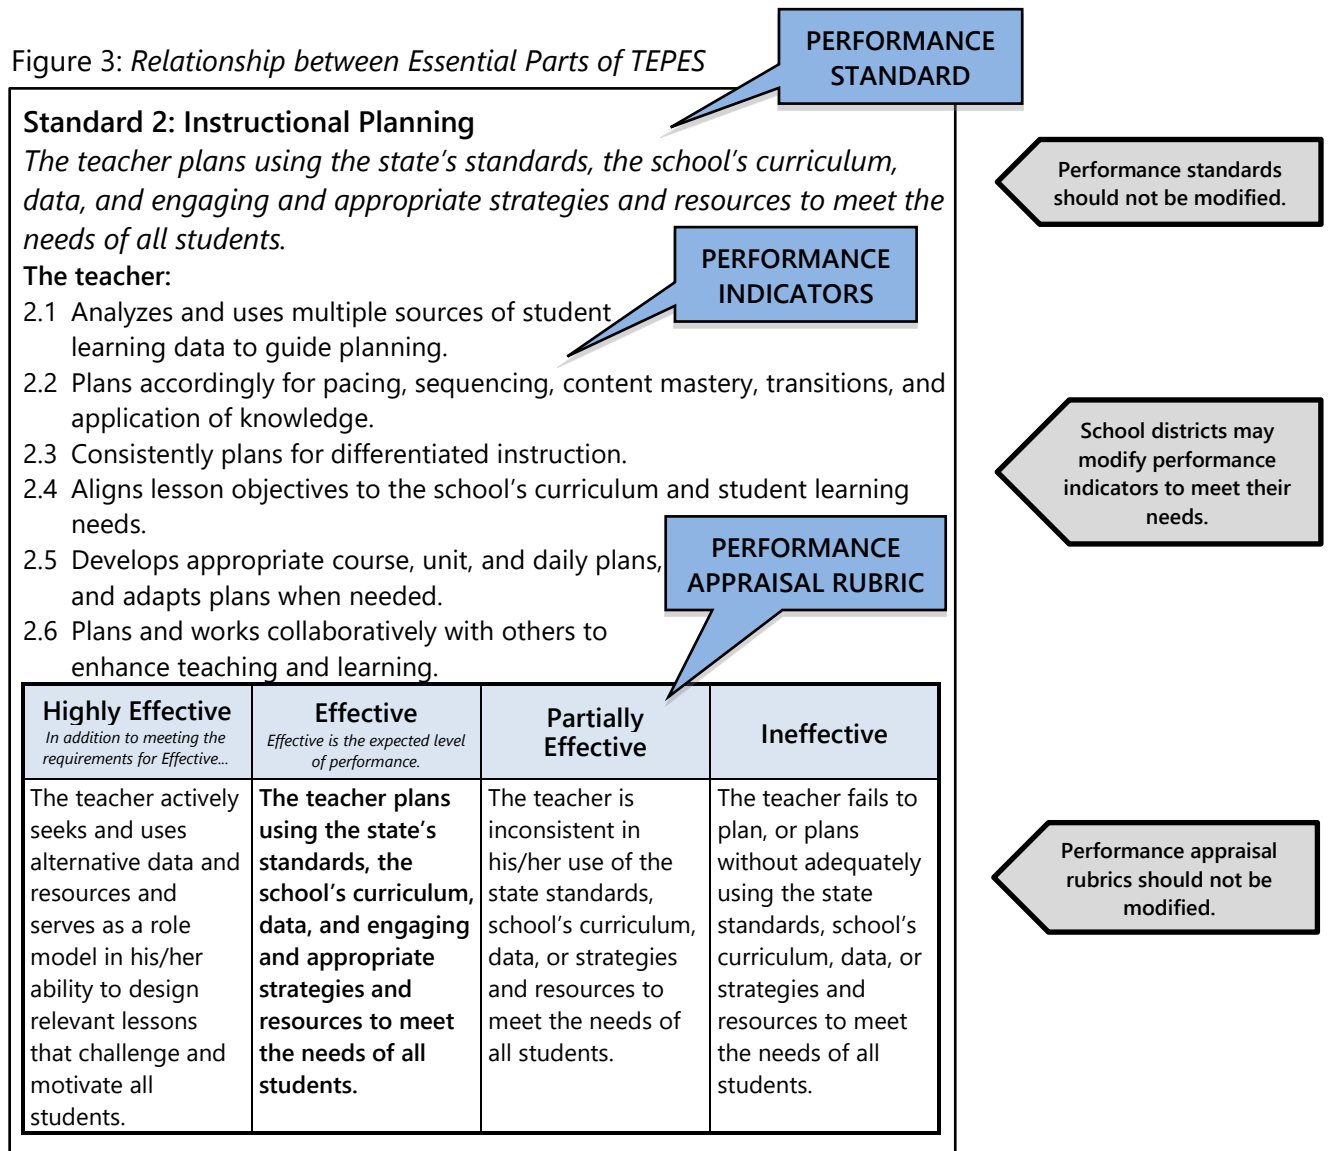 Figure 3: Relationship between Essential Parts of TEPES
PERFORMANCE
STANDARD
Standard 2: Instructional Planning
The teacher plans using the state's standards, the school's curriculum,
data, and engaging and appropriate strategies and resources to meet the
needs of all students.
Performance standards
should not be modified.
PERFORMANCE
INDICATORS
The teacher:
2.1 Analyzes and uses multiple sources of student
learning data to guide planning.
2.2 Plans accordingly for pacing, sequencing, content mastery, transitions, and
application of knowledge.
2.3 Consistently plans for differentiated instruction.
2.4 Aligns lesson objectives to the school's curriculum and student learning
needs.
2.5 Develops appropriate course, unit, and daily plans,
and adapts plans when needed.
2.6 Plans and works collaboratively with others to
enhance teaching and learning.
School districts may
modify performance
indicators to meet their
needs.
PERFORMANCE
APPRAISAL RUBRIC
Highly Effective
In addition to meeting the
requirements for Effective...
Effective
Effective is the expected level
of performance.
Partially
Effective
Ineffective
The teacher actively
seeks and uses
alternative data and
resources and
serves as a role
model in his/her
ability to design
relevant lessons
that challenge and
motivate all
students.
The teacher plans
using the state's
standards, the
school's curriculum,
data, and engaging
and appropriate
strategies and
resources to meet
the needs of all
students.
The teacher is
inconsistent in
his/her use of the
state standards,
school's curriculum,
data, or strategies
and resources to
meet the needs of
all students.
The teacher fails to
plan, or plans
without adequately
using the state
standards, school's
curriculum, data, or
strategies and
resources to meet
the needs of all
students.
Performance appraisal
rubrics should not be
modified.